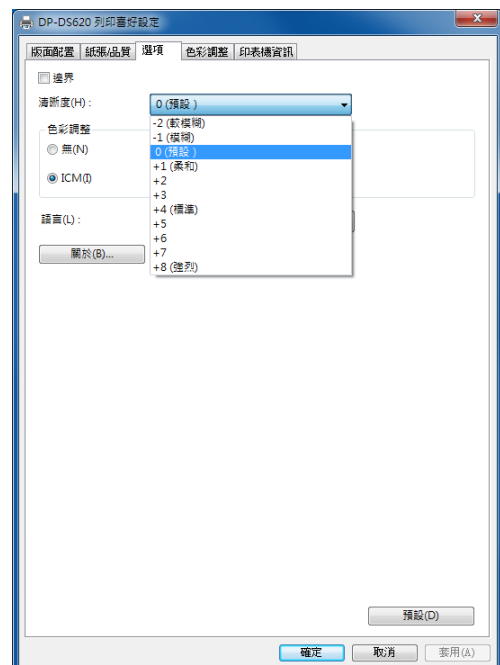 DP-DS620 列印喜好設定
版面配置 紙張/品質 選項 色彩調整 印表機資訊
邊界
清晰度(H) : 0 (預設 )
-2 (較模糊)
-1 (模糊)
0 (預設 )
+1 (柔和)
+2
+3
+4 (標準)
+5
+6
+7
+8 (強烈)
色彩調整
無(N)
ICM(I)
語言(L) :
關於(B)...
預設(D)
確定 取消 套用(A)